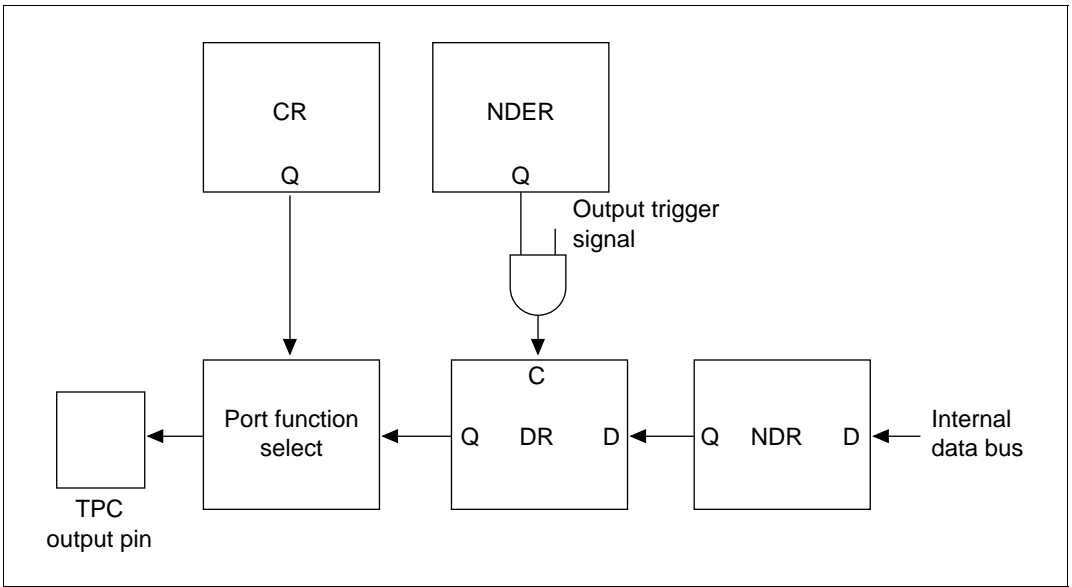 CR
Q
NDER
Q
Output trigger
signal
C
Port function
select
Q DR D
Q NDR D
Internal
data bus
TPC
output pin